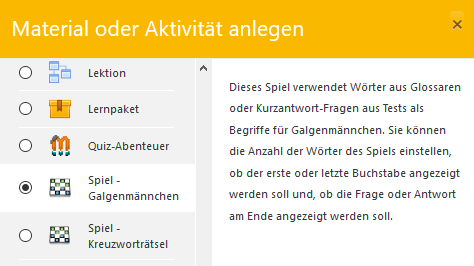 Material oder Aktivität anlegen
×
Lektion
Lernpaket
Quiz-Abenteuer
Spiel -
Galgenmännchen
Spiel -
Kreuzworträtsel
Dieses Spiel verwendet Wörter aus Glossaren
oder Kurzantwort-Fragen aus Tests als
Begriffe für Galgenmännchen. Sie können
die Anzahl der Wörter des Spiels einstellen,
ob der erste oder letzte Buchstabe angezeigt
werden soll und, ob die Frage oder Antwort
am Ende angezeigt werden soll.